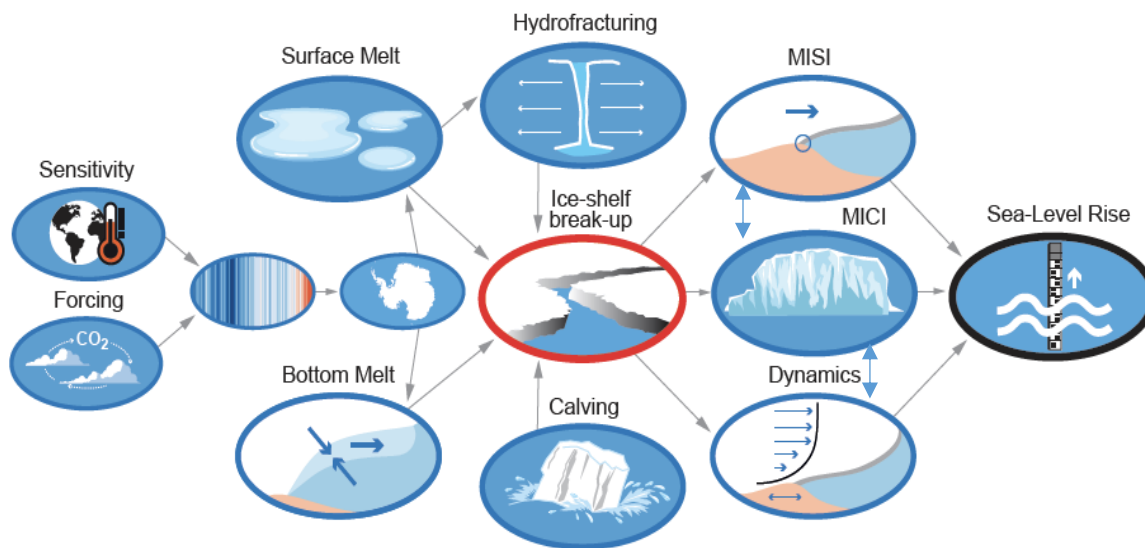 Hydrofracturing
Surface Melt
MISI
Sensitivity
Ice-shelf
break-up
MICI
Sea-Level Rise
Forcing
CO2
Bottom Melt
Calving
Dynamics